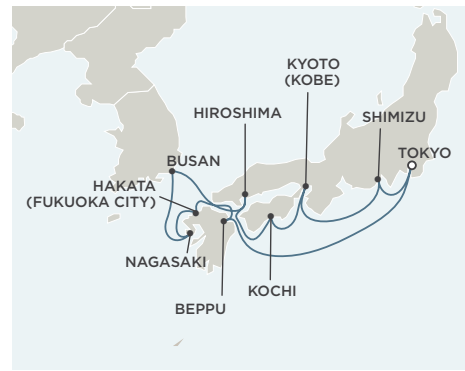 KYOTO
(KOBE)
HIROSHIMA
SHIMIZU
TOKYO
BUSAN
HAKATA
(FUKUOKA CITY)
NAGASAKI
KOCHI
BEPPU